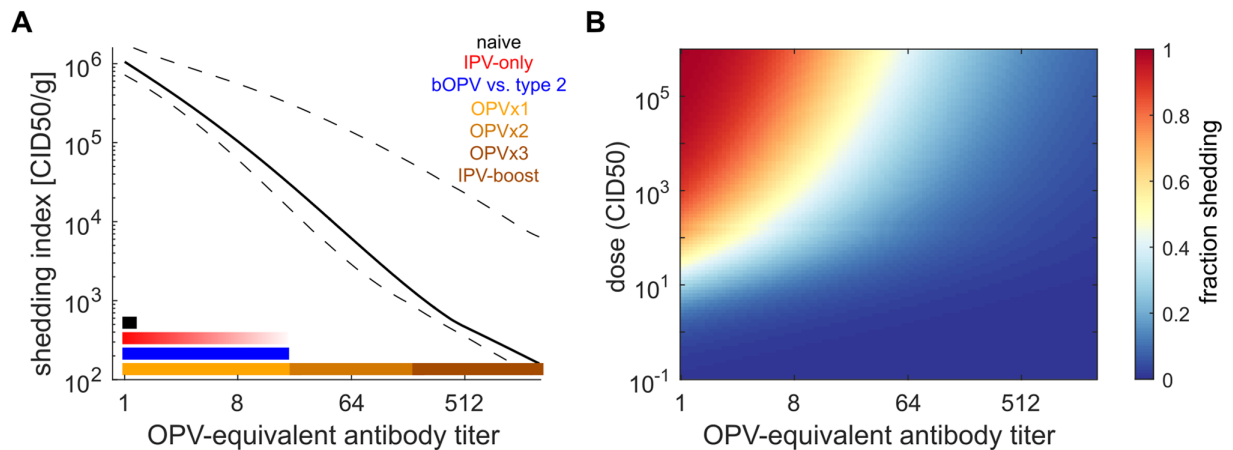 A
naive
IPV-only
bOPV vs. type 2
OPVx1
OPVx2
OPVx3
IPV-boost
shedding index [CID50/g]
10^6
10^5
10^4
10^3
10^2
1
8
64
512
OPV-equivalent antibody titer
B
dose (CID50)
10^5
10^3
10^1
10^-1
1
8
64
512
OPV-equivalent antibody titer
1
0.8
0.6
0.4
0.2
0
fraction shedding